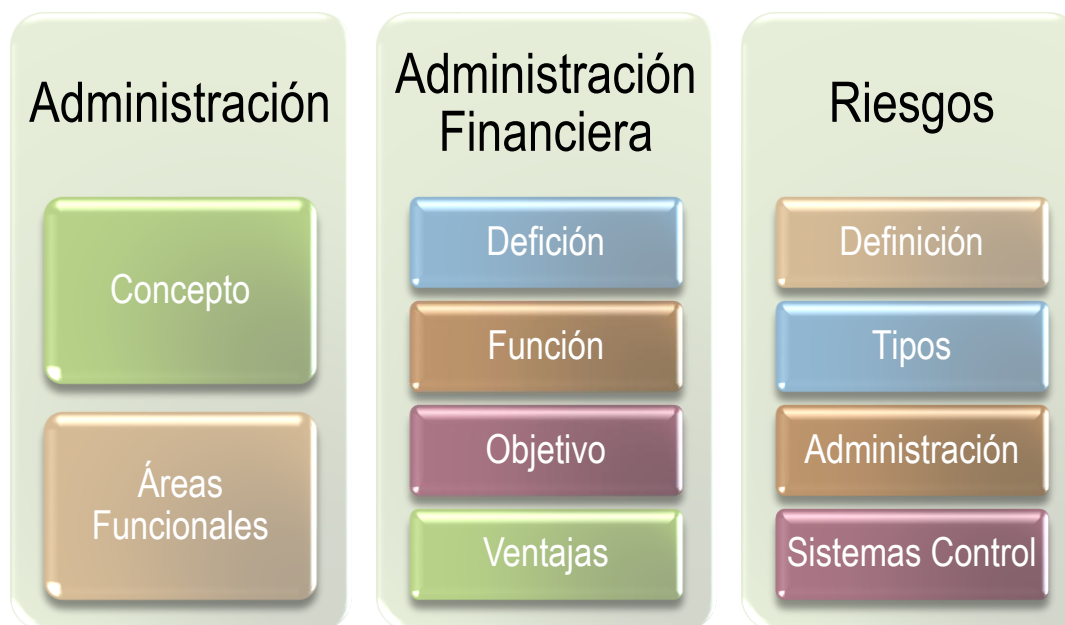 Administración
Concepto
Áreas
Funcionales
Administración
Financiera
Defición
Función
Objetivo
Ventajas
Riesgos
Definición
Tipos
Administración
Sistemas Control